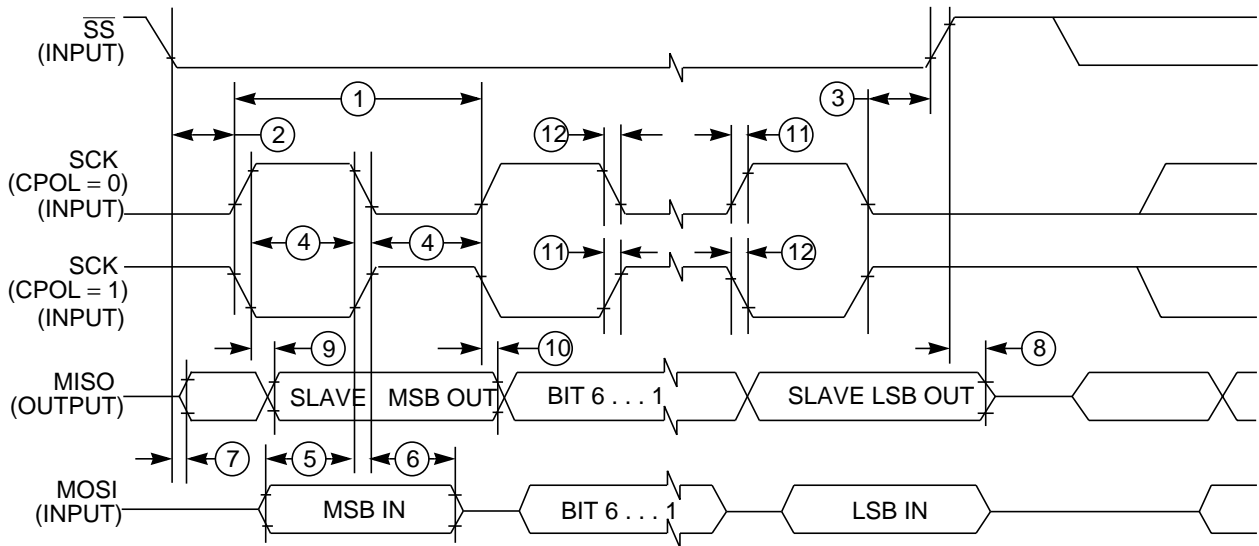 SS
(INPUT)
1
3
2
12
11
SCK
(CPOL = 0)
(INPUT)
4
4
11
12
SCK
(CPOL = 1)
(INPUT)
9
10
8
MISO
(OUTPUT)
SLAVE MSB OUT
BIT 6 . . . 1
SLAVE LSB OUT
7
5
6
MOSI
(INPUT)
MSB IN
BIT 6 . . . 1
LSB IN